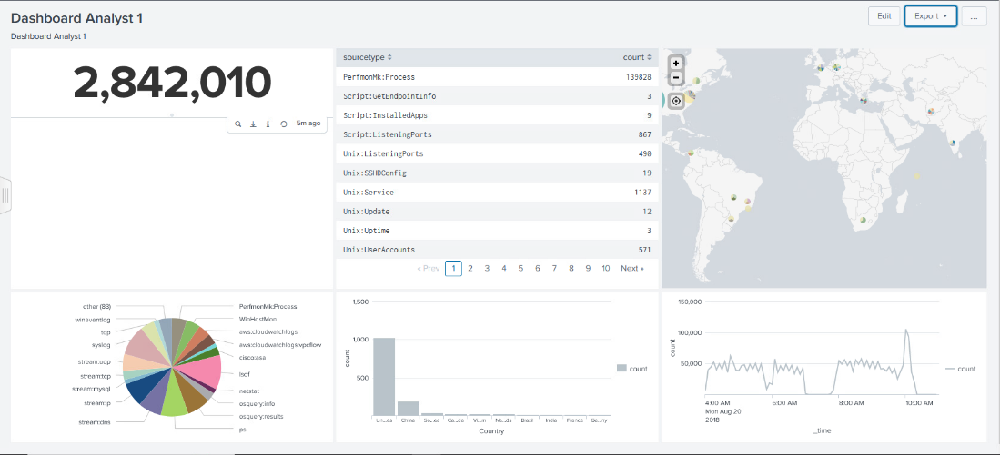 Dashboard Analyst 1
Edit
Export
...
Dashboard Analyst 1
2,842,010
5m ago
sourcetype count
PerfmonMk:Process 139828
Script:GetEndpointInfo 3
Script:InstalledApps 9
Script:ListeningPorts 867
Unix:ListeningPorts 490
Unix:SSHDConfig 19
Unix:Service 1137
Unix:Update 12
Unix:Uptime 3
Unix:UserAccounts 571
« Prev 1 2 3 4 5 6 7 8 9 10 Next »
+
−
other (83)
wineventlog
top
syslog
stream:udp
stream:tcp
stream:mysql
stream:ip
stream:dns
PerfmonMk:Process
WinHostMon
aws:cloudwatchlogs
aws:cloudwatchlogs:vpcflow
cisco:asa
lsof
netstat
osquery:info
osquery:results
ps
1,500
1,000
500
count
Un...es China So...ea Ca...da Vi...m Ne...ds Brazil India France Ge...ny
Country
count
150,000
100,000
50,000
count
4:00 AM 6:00 AM 8:00 AM 10:00 AM
Mon Aug 20
2018
_time
count